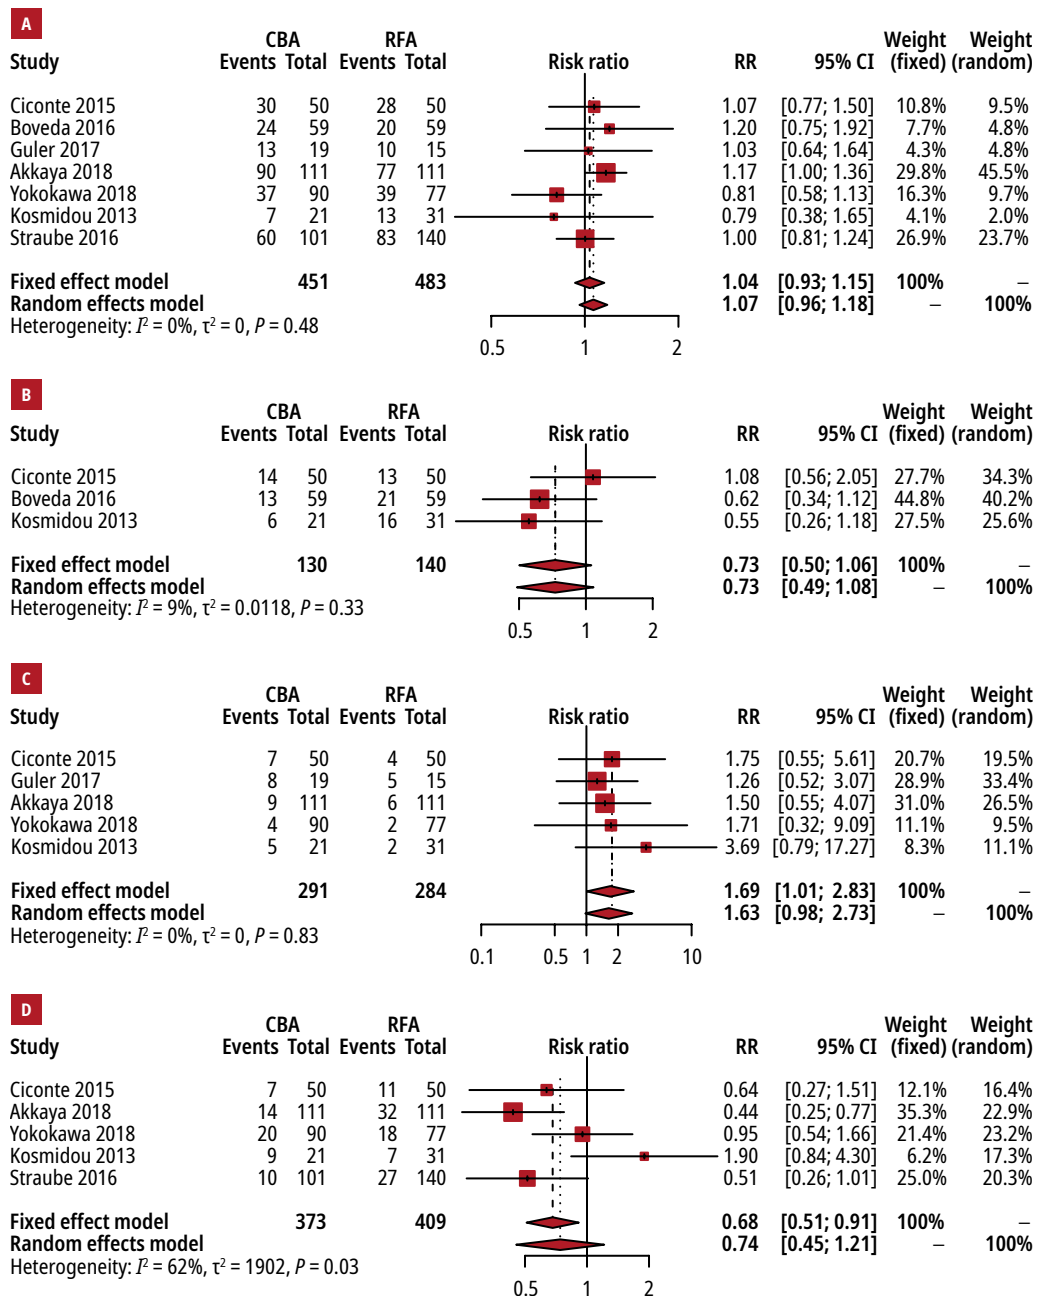 A
CBA RFA Weight Weight
Study Events Total Events Total Risk ratio RR 95% CI (fixed) (random)
Ciconte 2015 30 50 28 50 1.07 [0.77; 1.50] 10.8% 9.5%
Boveda 2016 24 59 20 59 1.20 [0.75; 1.92] 7.7% 4.8%
Guler 2017 13 19 10 15 1.03 [0.64; 1.64] 4.3% 4.8%
Akkaya 2018 90 111 77 111 1.17 [1.00; 1.36] 29.8% 45.5%
Yokokawa 2018 37 90 39 77 0.81 [0.58; 1.13] 16.3% 9.7%
Kosmidou 2013 7 21 13 31 0.79 [0.38; 1.65] 4.1% 2.0%
Straube 2016 60 101 83 140 1.00 [0.81; 1.24] 26.9% 23.7%
Fixed effect model 451 483 1.04 [0.93; 1.15] 100% –
Random effects model 1.07 [0.96; 1.18] – 100%
Heterogeneity: I² = 0%, τ² = 0, P = 0.48
0.5 1 2
B
CBA RFA Weight Weight
Study Events Total Events Total Risk ratio RR 95% CI (fixed) (random)
Ciconte 2015 14 50 13 50 1.08 [0.56; 2.05] 27.7% 34.3%
Boveda 2016 13 59 21 59 0.62 [0.34; 1.12] 44.8% 40.2%
Kosmidou 2013 6 21 16 31 0.55 [0.26; 1.18] 27.5% 25.6%
Fixed effect model 130 140 0.73 [0.50; 1.06] 100% –
Random effects model 0.73 [0.49; 1.08] – 100%
Heterogeneity: I² = 9%, τ² = 0.0118, P = 0.33
0.5 1 2
C
CBA RFA Weight Weight
Study Events Total Events Total Risk ratio RR 95% CI (fixed) (random)
Ciconte 2015 7 50 4 50 1.75 [0.55; 5.61] 20.7% 19.5%
Guler 2017 8 19 5 15 1.26 [0.52; 3.07] 28.9% 33.4%
Akkaya 2018 9 111 6 111 1.50 [0.55; 4.07] 31.0% 26.5%
Yokokawa 2018 4 90 2 77 1.71 [0.32; 9.09] 11.1% 9.5%
Kosmidou 2013 5 21 2 31 3.69 [0.79; 17.27] 8.3% 11.1%
Fixed effect model 291 284 1.69 [1.01; 2.83] 100% –
Random effects model 1.63 [0.98; 2.73] – 100%
Heterogeneity: I² = 0%, τ² = 0, P = 0.83
0.1 0.5 1 2 10
D
CBA RFA Weight Weight
Study Events Total Events Total Risk ratio RR 95% CI (fixed) (random)
Ciconte 2015 7 50 11 50 0.64 [0.27; 1.51] 12.1% 16.4%
Akkaya 2018 14 111 32 111 0.44 [0.25; 0.77] 35.3% 22.9%
Yokokawa 2018 20 90 18 77 0.95 [0.54; 1.66] 21.4% 23.2%
Kosmidou 2013 9 21 7 31 1.90 [0.84; 4.30] 6.2% 17.3%
Straube 2016 10 101 27 140 0.51 [0.26; 1.01] 25.0% 20.3%
Fixed effect model 373 409 0.68 [0.51; 0.91] 100% –
Random effects model 0.74 [0.45; 1.21] – 100%
Heterogeneity: I² = 62%, τ² = 1902, P = 0.03
0.5 1 2